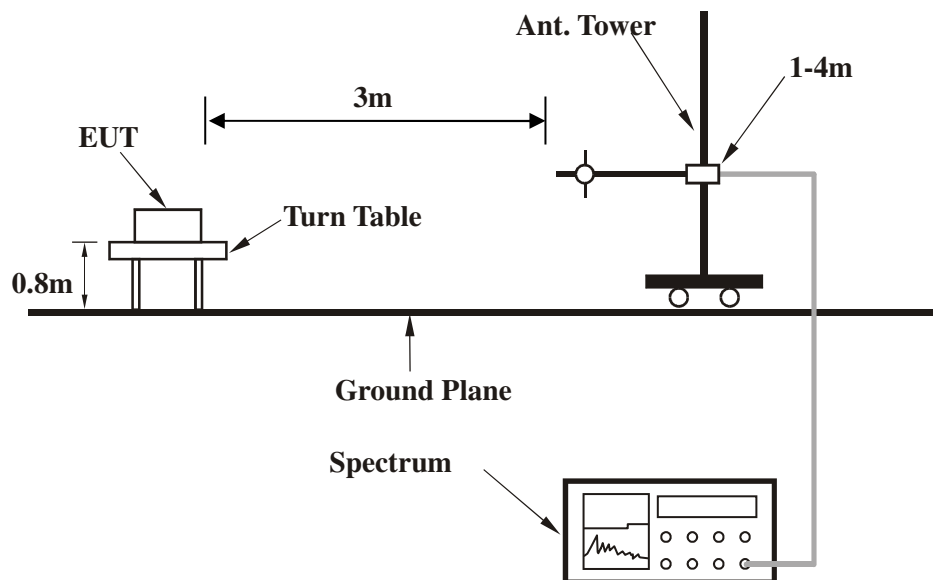 Ant. Tower
1-4m
3m
EUT
Turn Table
0.8m
Ground Plane
Spectrum